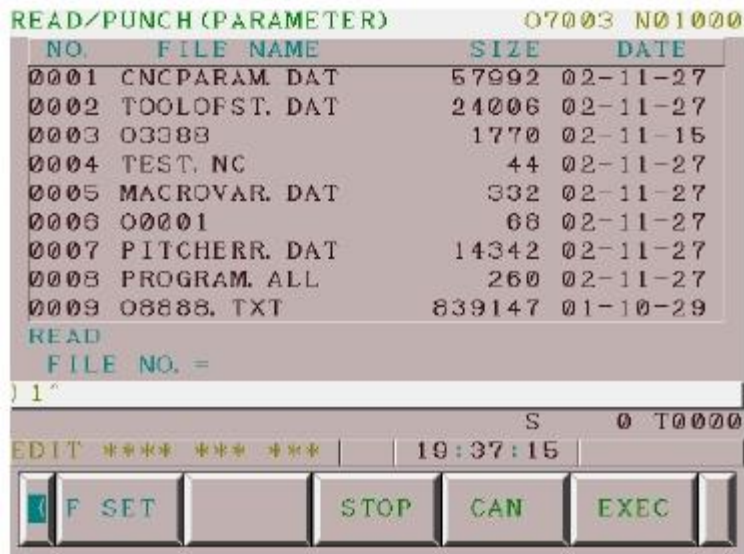 READ/PUNCH(PARAMETER) O7003 N01000
NO. FILE NAME SIZE DATE
0001 CNCPARAM.DAT 57992 02-11-27
0002 TOOLOFST.DAT 24006 02-11-27
0003 O3388 1770 02-11-15
0004 TEST.NC 44 02-11-27
0005 MACROVAR.DAT 332 02-11-27
0006 O0001 68 02-11-27
0007 PITCHERR.DAT 14342 02-11-27
0008 PROGRAM.ALL 260 02-11-27
0009 O8888.TXT 839147 01-10-29
READ
FILE NO. =
) 1^
S 0 T0000
EDIT **** *** *** 19:37:15
( F SET STOP CAN EXEC